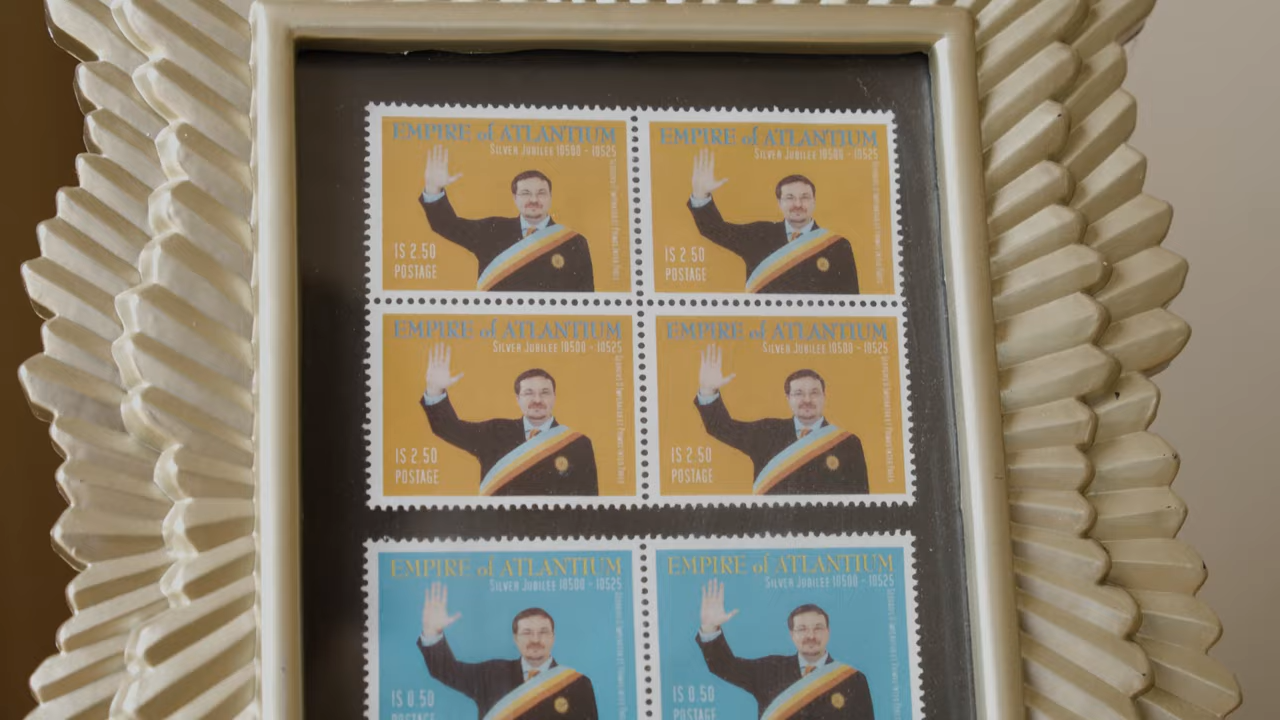 EMPIRE of ATLANTIUM
SILVER JUBILEE 10500 - 10525
IS 2.50
POSTAGE
EMPIRE of ATLANTIUM
SILVER JUBILEE 10500 - 10525
IS 2.50
POSTAGE
EMPIRE of ATLANTIUM
SILVER JUBILEE 10500 - 10525
IS 2.50
POSTAGE
EMPIRE of ATLANTIUM
SILVER JUBILEE 10500 - 10525
IS 2.50
POSTAGE
EMPIRE of ATLANTIUM
SILVER JUBILEE 10500 - 10525
IS 0.50
POSTAGE
EMPIRE of ATLANTIUM
SILVER JUBILEE 10500 - 10525
IS 0.50
POSTAGE